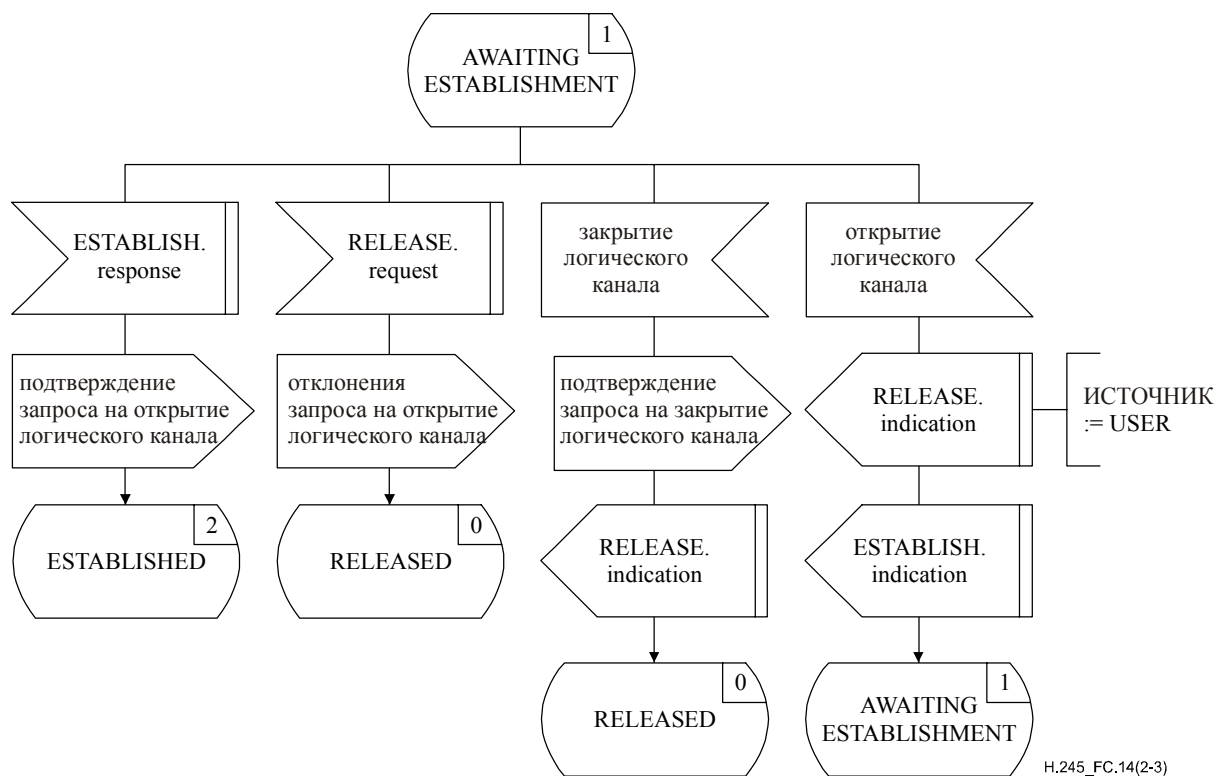 1
AWAITING
ESTABLISHMENT
ESTABLISH.
response
RELEASE.
request
закрытие
логического
канала
открытие
логического
канала
подтверждение
запроса на открытие
логического канала
отклонения
запроса на открытие
логического канала
подтверждение
запроса на закрытие
логического канала
RELEASE.
indication
ИСТОЧНИК
:= USER
2
ESTABLISHED
0
RELEASED
RELEASE.
indication
ESTABLISH.
indication
0
RELEASED
1
AWAITING
ESTABLISHMENT
H.245_FC.14(2-3)